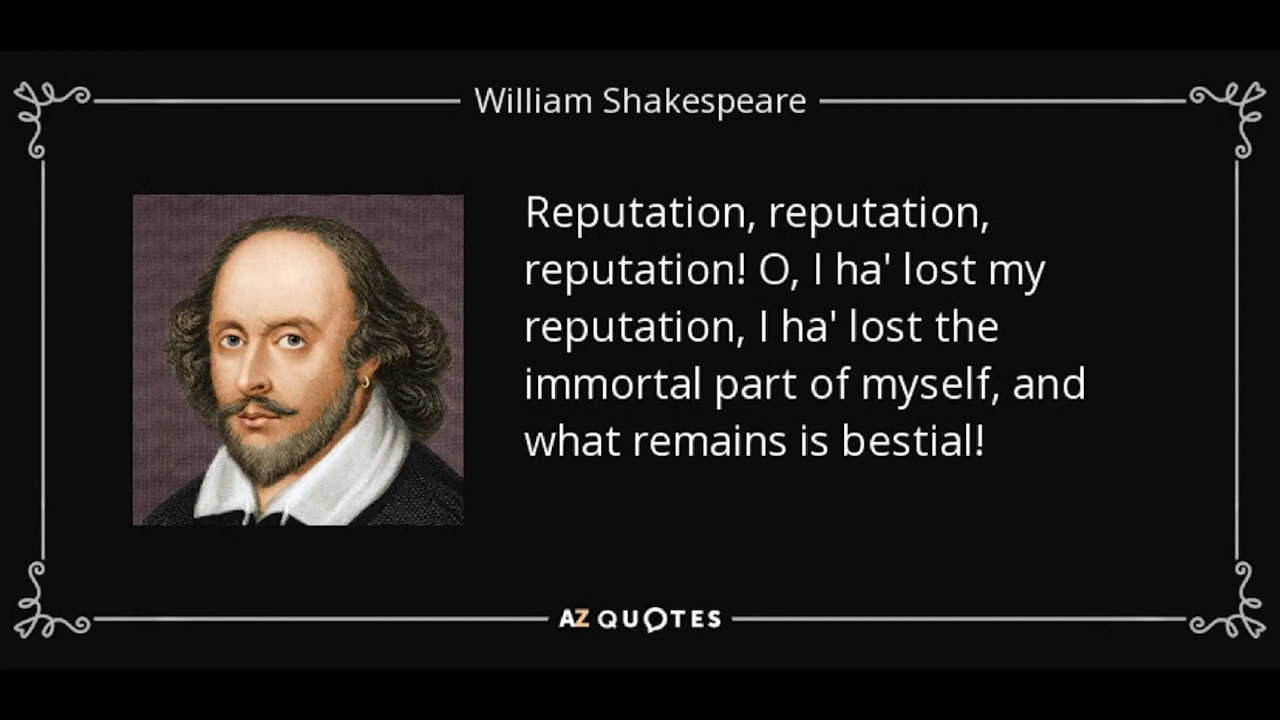 William Shakespeare
Reputation, reputation,
reputation! O, I ha' lost my
reputation, I ha' lost the
immortal part of myself, and
what remains is bestial!
AZ QUOTES